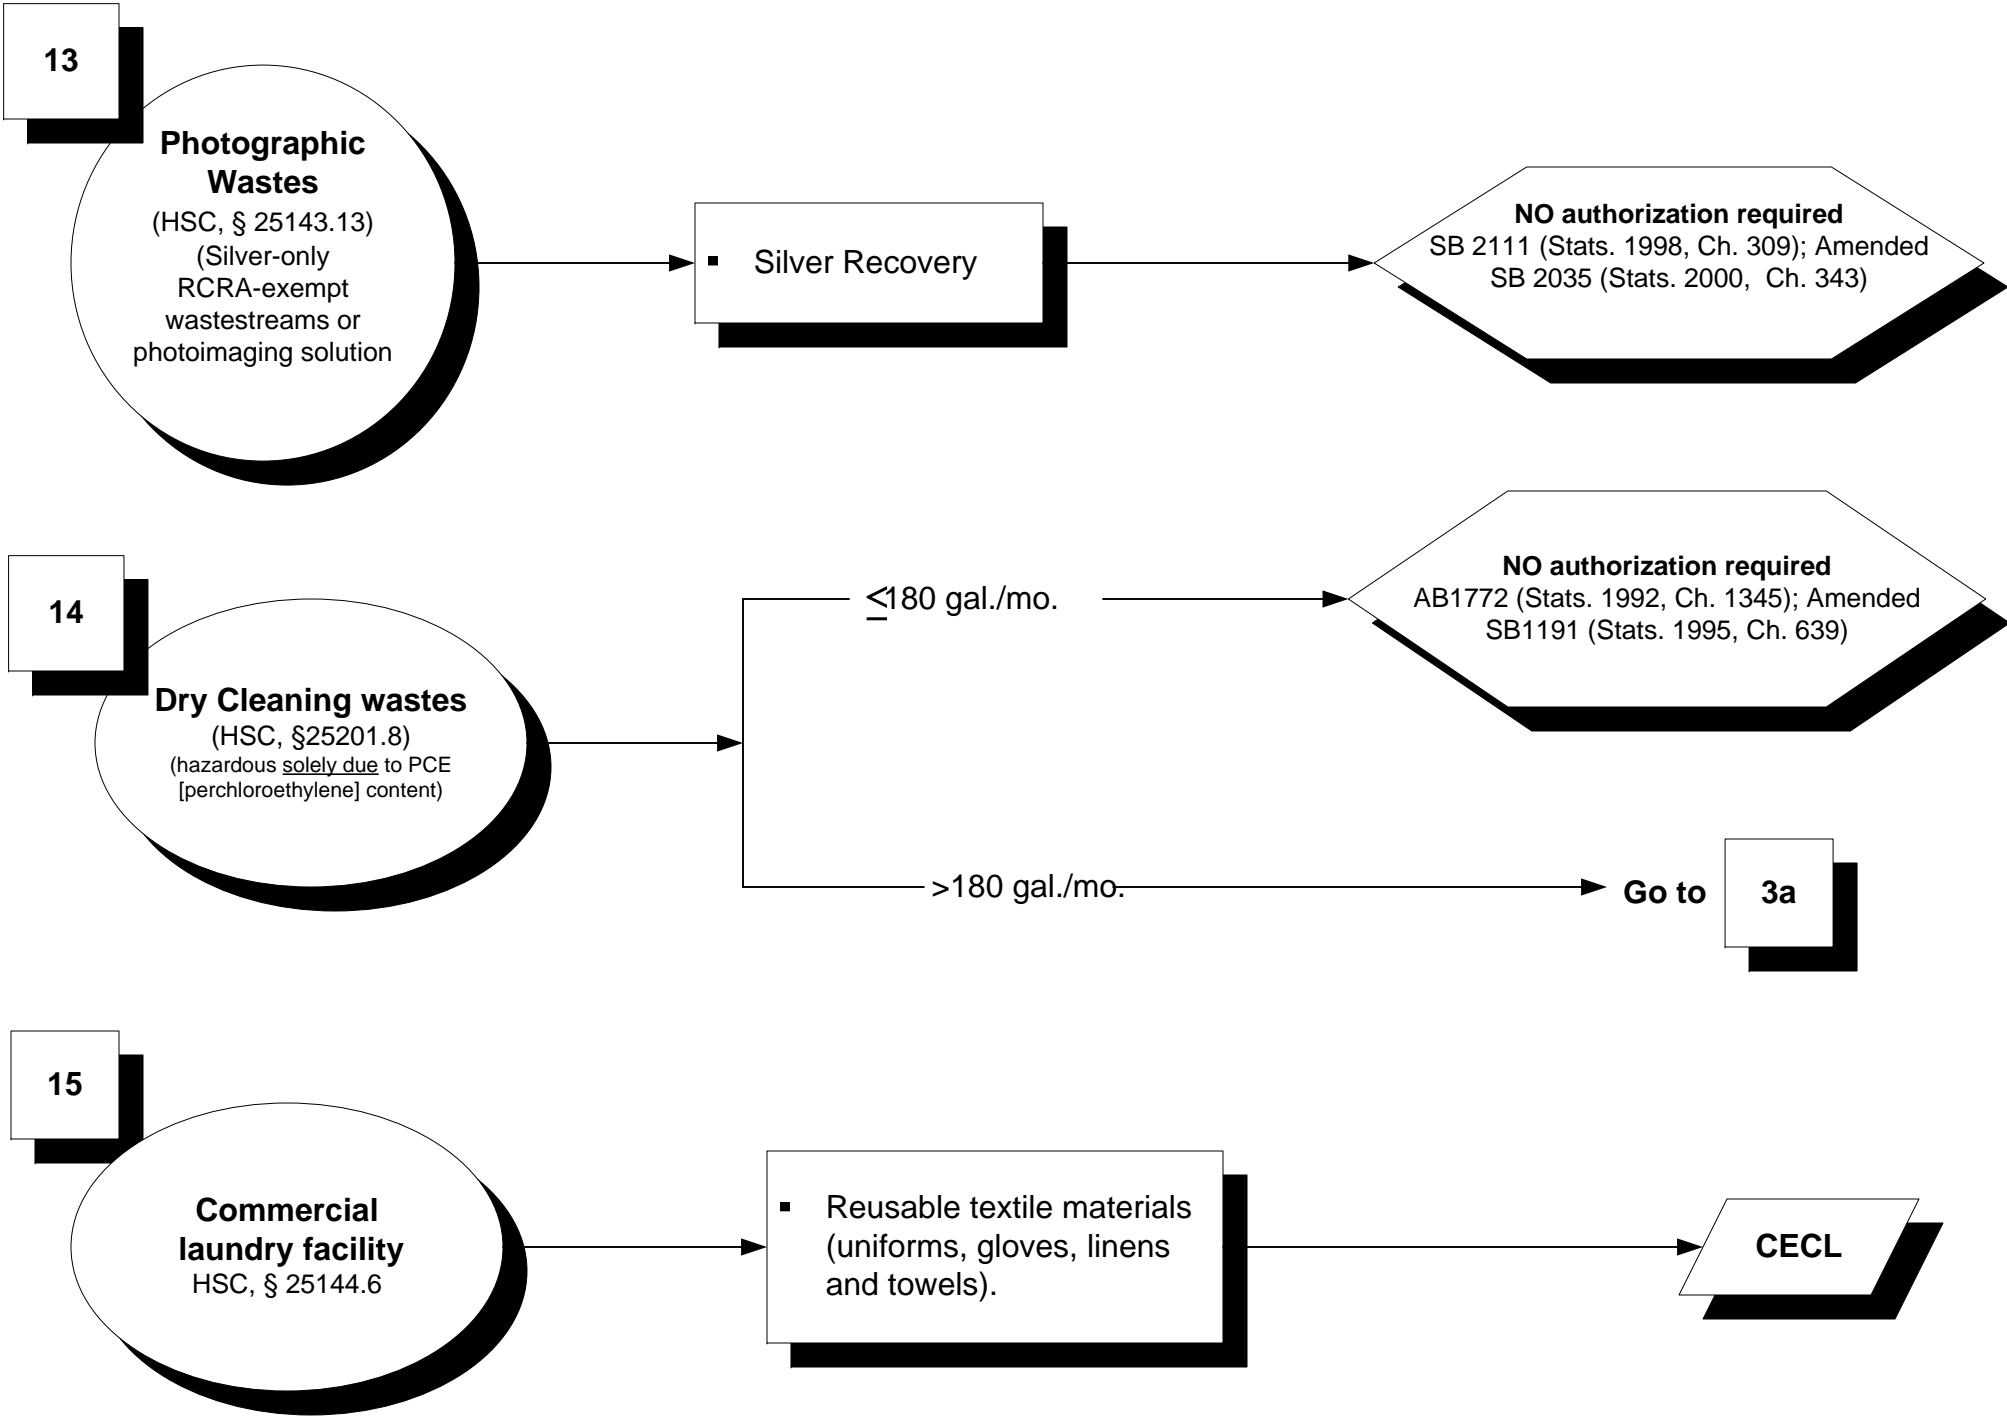 13
Photographic
Wastes
(HSC, § 25143.13)
(Silver-only
RCRA-exempt
wastestreams or
photoimaging solution
▪ Silver Recovery
NO authorization required
SB 2111 (Stats. 1998, Ch. 309); Amended
SB 2035 (Stats. 2000, Ch. 343)
14
Dry Cleaning wastes
(HSC, §25201.8)
(hazardous solely due to PCE
[perchloroethylene] content)
≤180 gal./mo.
NO authorization required
AB1772 (Stats. 1992, Ch. 1345); Amended
SB1191 (Stats. 1995, Ch. 639)
>180 gal./mo.
Go to 3a
15
Commercial
laundry facility
HSC, § 25144.6
▪ Reusable textile materials
(uniforms, gloves, linens
and towels).
CECL